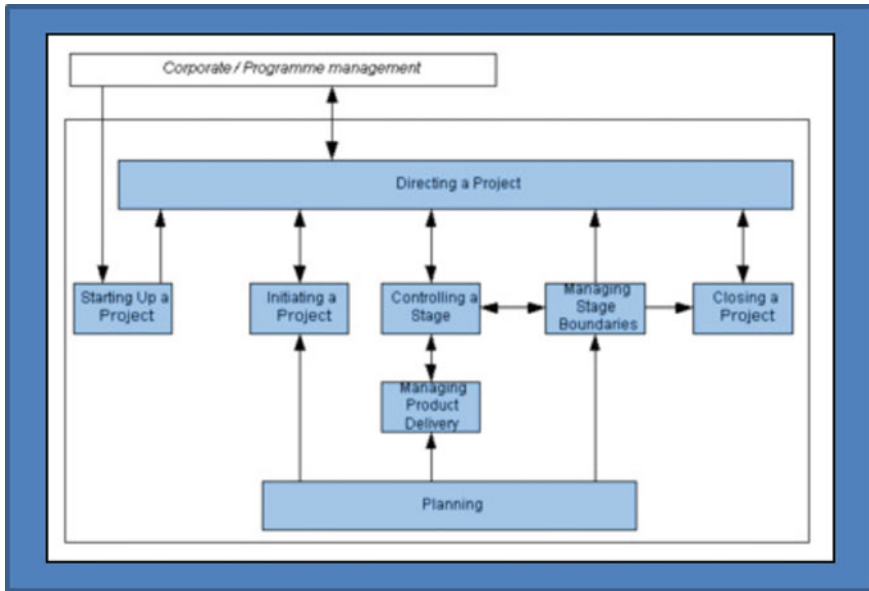 Corporate / Programme management
Directing a Project
Starting Up a
Project
Initiating a
Project
Controlling a
Stage
Managing
Stage
Boundaries
Closing a
Project
Managing
Product
Delivery
Planning